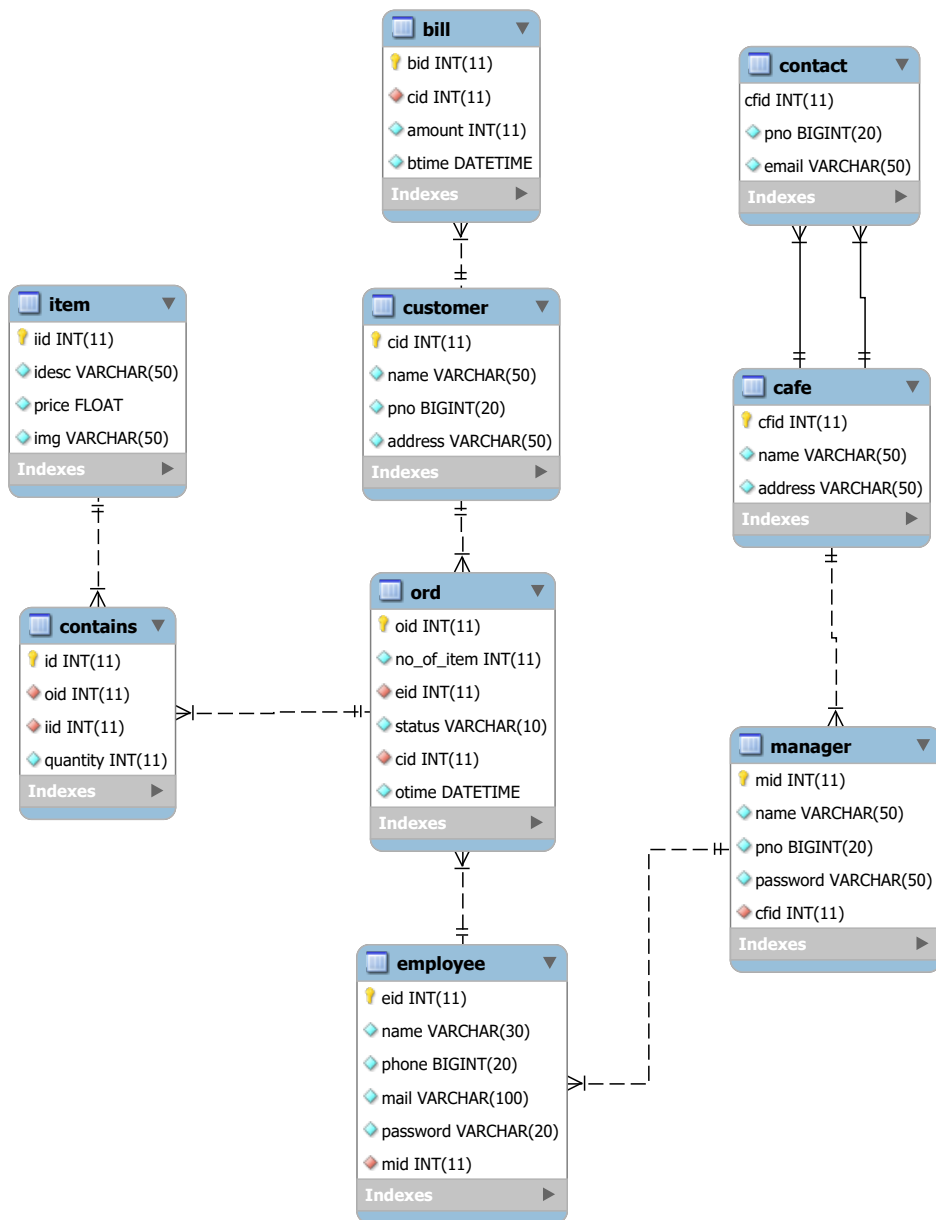 bill
bid INT(11)
cid INT(11)
amount INT(11)
btime DATETIME
Indexes
contact
cfid INT(11)
pno BIGINT(20)
email VARCHAR(50)
Indexes
item
iid INT(11)
idesc VARCHAR(50)
price FLOAT
img VARCHAR(50)
Indexes
customer
cid INT(11)
name VARCHAR(50)
pno BIGINT(20)
address VARCHAR(50)
Indexes
cafe
cfid INT(11)
name VARCHAR(50)
address VARCHAR(50)
Indexes
contains
id INT(11)
oid INT(11)
iid INT(11)
quantity INT(11)
Indexes
ord
oid INT(11)
no_of_item INT(11)
eid INT(11)
status VARCHAR(10)
cid INT(11)
otime DATETIME
Indexes
manager
mid INT(11)
name VARCHAR(50)
pno BIGINT(20)
password VARCHAR(50)
cfid INT(11)
Indexes
employee
eid INT(11)
name VARCHAR(30)
phone BIGINT(20)
mail VARCHAR(100)
password VARCHAR(20)
mid INT(11)
Indexes